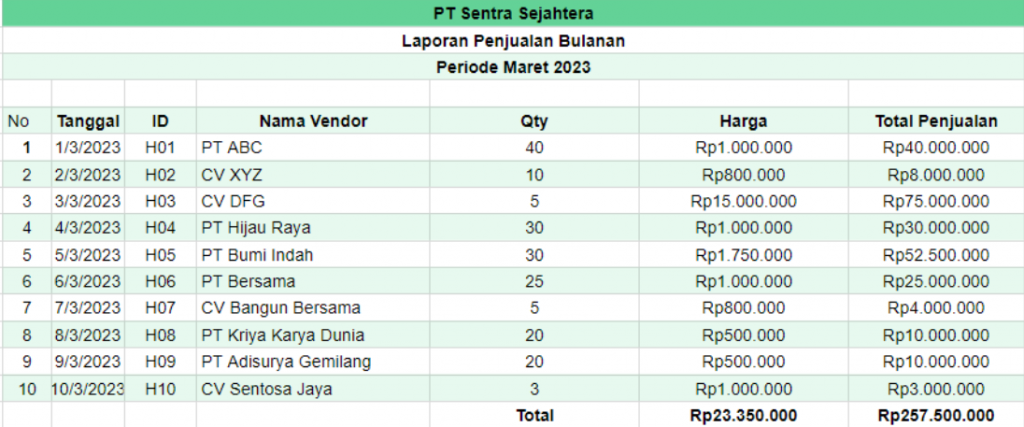 PT Sentra Sejahtera
Laporan Penjualan Bulanan
Periode Maret 2023
No Tanggal ID Nama Vendor Qty Harga Total Penjualan
1 1/3/2023 H01 PT ABC 40 Rp1.000.000 Rp40.000.000
2 2/3/2023 H02 CV XYZ 10 Rp800.000 Rp8.000.000
3 3/3/2023 H03 CV DFG 5 Rp15.000.000 Rp75.000.000
4 4/3/2023 H04 PT Hijau Raya 30 Rp1.000.000 Rp30.000.000
5 5/3/2023 H05 PT Bumi Indah 30 Rp1.750.000 Rp52.500.000
6 6/3/2023 H06 PT Bersama 25 Rp1.000.000 Rp25.000.000
7 7/3/2023 H07 CV Bangun Bersama 5 Rp800.000 Rp4.000.000
8 8/3/2023 H08 PT Kriya Karya Dunia 20 Rp500.000 Rp10.000.000
9 9/3/2023 H09 PT Adisurya Gemilang 20 Rp500.000 Rp10.000.000
10 10/3/2023 H10 CV Sentosa Jaya 3 Rp1.000.000 Rp3.000.000
Total Rp23.350.000 Rp257.500.000